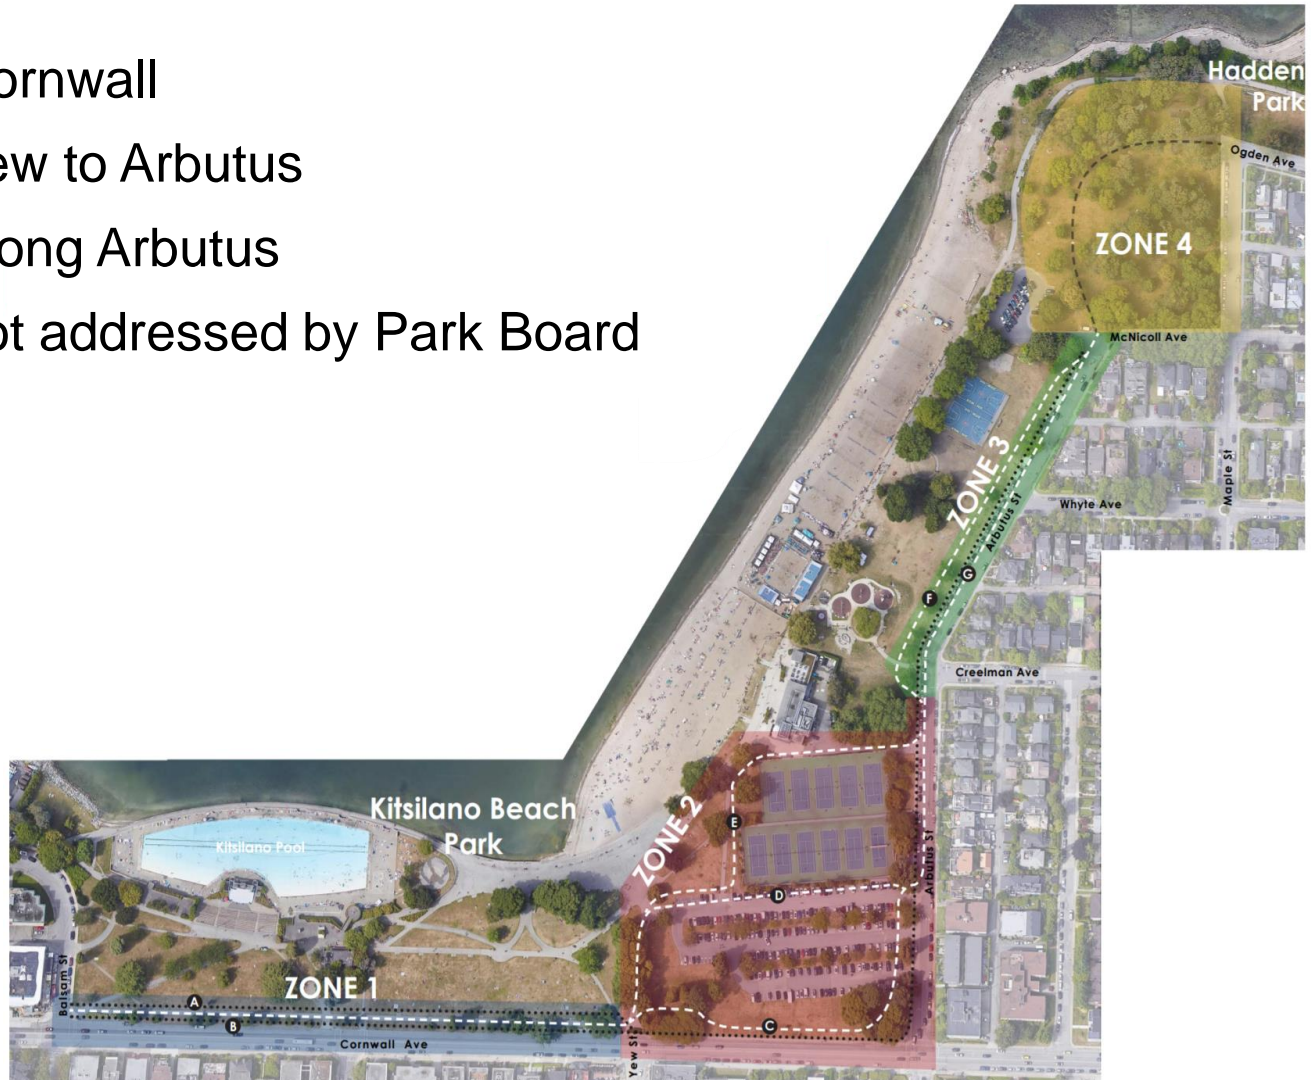 ornwall
ew to Arbutus
ong Arbutus
ot addressed by Park Board
Hadden
Park
Ogden Ave
ZONE 4
McNicoll Ave
ZONE 3
Maple St
Whyte Ave
Arbutus St
G
F
Creelman Ave
Kitsilano Beach
Park
Kitsilano Pool
ZONE 2
E
Arbutus St
D
Balsam St
ZONE 1
A
B
C
Cornwall Ave
Yew St